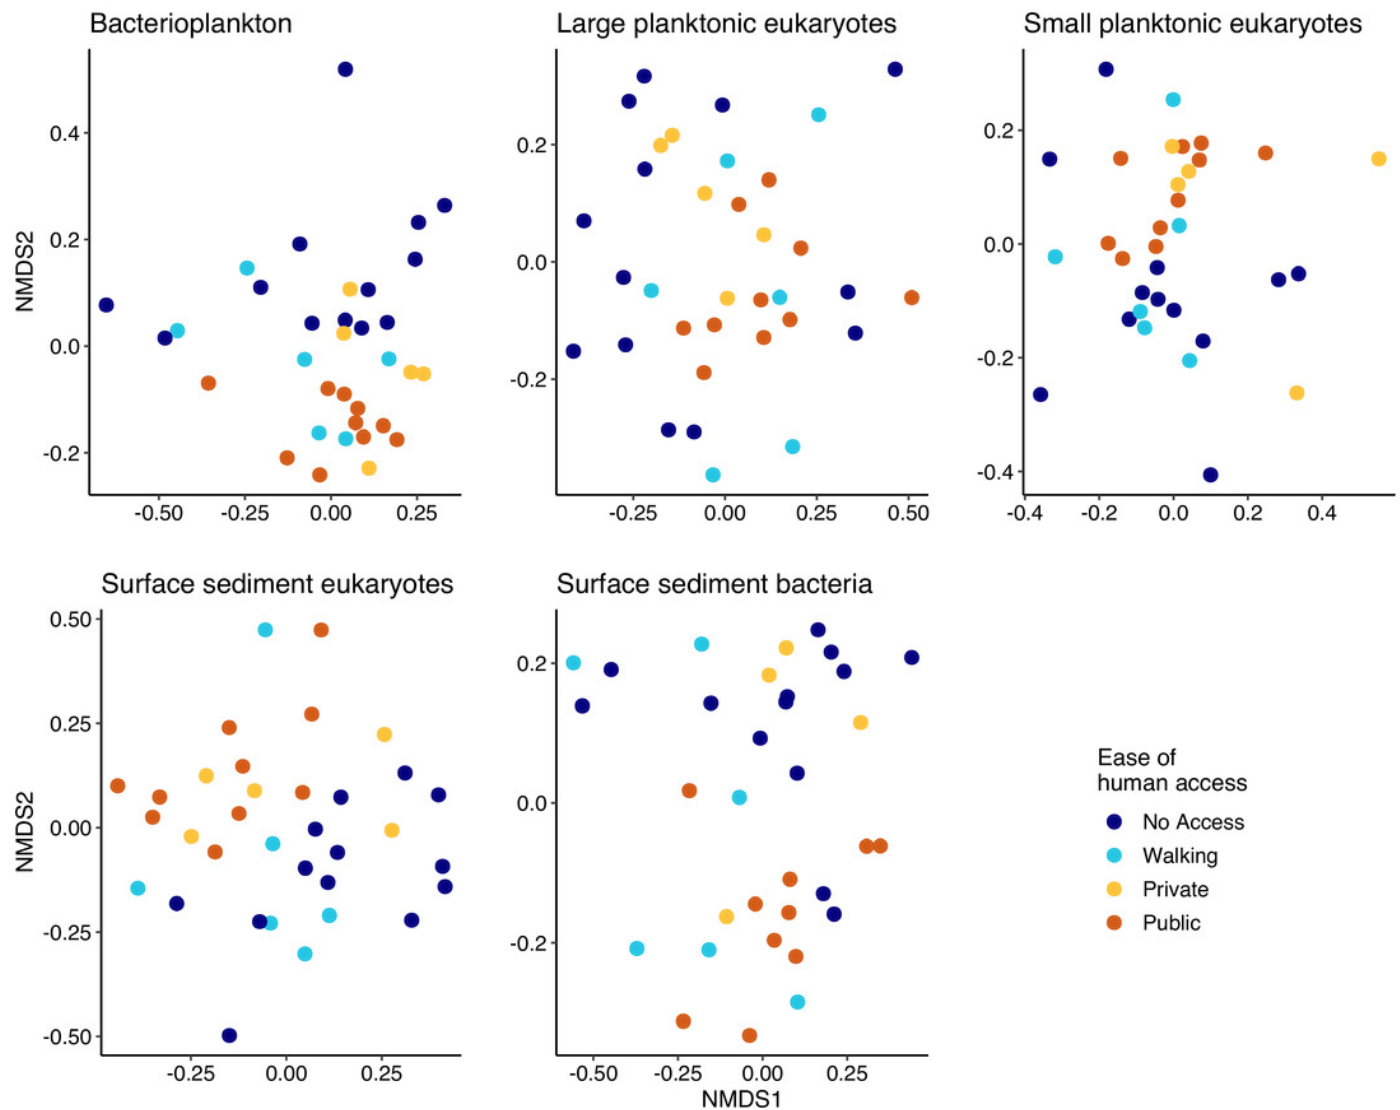 Bacterioplankton
Large planktonic eukaryotes
Small planktonic eukaryotes
NMDS2
0.4
0.2
0.0
-0.2
-0.50 -0.25 0.00 0.25
0.2
0.0
-0.2
-0.25 0.00 0.25 0.50
0.2
0.0
-0.2
-0.4
-0.4 -0.2 0.0 0.2 0.4
Surface sediment eukaryotes
Surface sediment bacteria
NMDS2
0.50
0.25
0.00
-0.25
-0.50
-0.25 0.00 0.25
0.2
0.0
-0.2
-0.50 -0.25 0.00 0.25
NMDS1
Ease of
human access
No Access
Walking
Private
Public